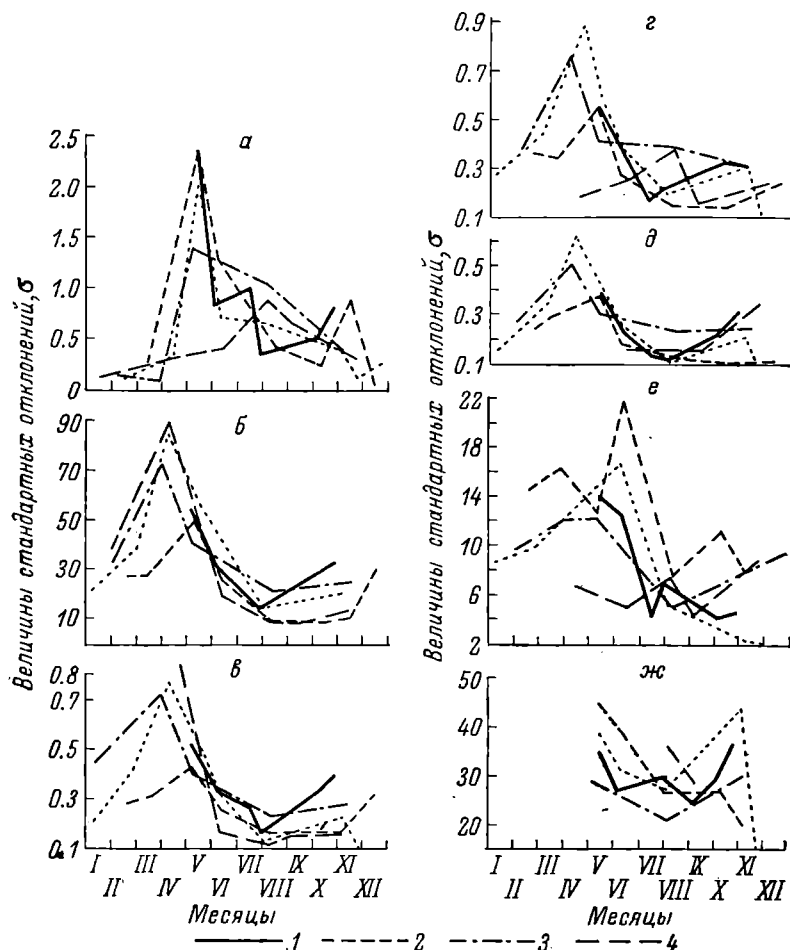 а
2.5
2.0
1.5
1.0
0.5
0
Величины стандартных отклонений, σ
б
90
70
50
30
10
в
0.8
0.7
0.5
0.3
0.1
I III V VII IX XI
II IV VI VIII X XII
Месяцы
г
0.9
0.7
0.5
0.3
0.1
Величины стандартных отклонений, σ
д
0.5
0.3
0.1
е
22
18
14
10
6
2
ж
50
40
30
20
I III V VII IX XI
II IV VI VIII X XII
Месяцы
1 2 3 4